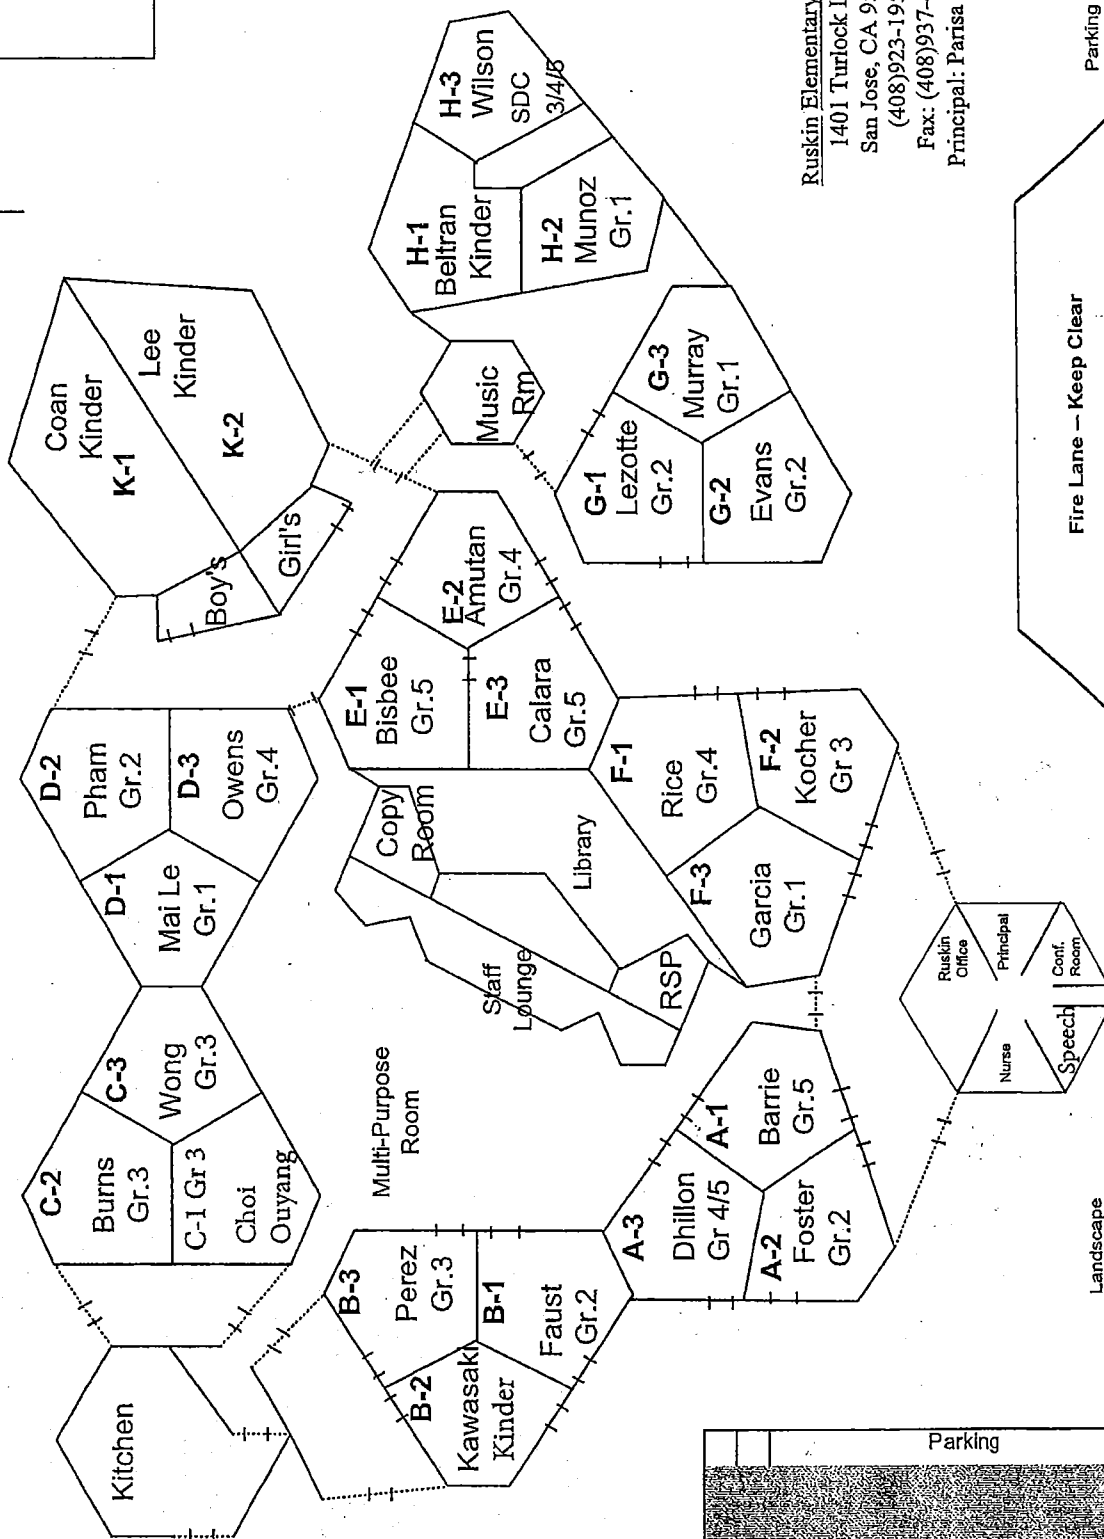 Kitchen
C-2
Burns
Gr.3
C-3
Wong
Gr.3
C-1 Gr 3
Choi
Ouyang
D-1
Mai Le
Gr.1
D-2
Pham
Gr.2
D-3
Owens
Gr.4
Coan
Kinder
K-1
Lee
Kinder
K-2
Boy's
Girl's
B-3
Perez
Gr.3
B-2
Kawasaki
Kinder
B-1
Faust
Gr.2
Multi-Purpose
Room
Staff
Lounge
Copy
Room
Library
RSP
E-1
Bisbee
Gr.5
E-2
Amutan
Gr.4
E-3
Calara
Gr.5
Music
Rm
H-1
Beltran
Kinder
H-3
Wilson
SDC
3/4/5
H-2
Munoz
Gr.1
A-3
Dhillon
Gr 4/5
A-1
Barrie
Gr.5
A-2
Foster
Gr.2
F-1
Rice
Gr.4
F-3
Garcia
Gr.1
F-2
Kocher
Gr 3
G-1
Lezotte
Gr.2
G-3
Murray
Gr.1
G-2
Evans
Gr.2
Nurse
Ruskin
Office
Principal
Speech
Conf.
Room
Ruskin Elementary
1401 Turlock
San Jose, CA
(408)923-19
Fax: (408)937-
Principal: Parisa
Parking
Landscape
Fire Lane – Keep Clear
Parking